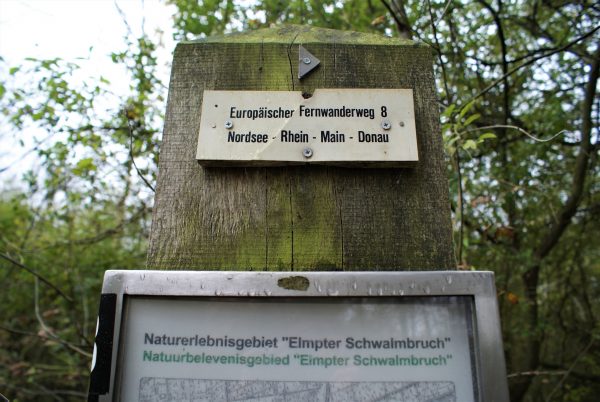 Europäischer Fernwanderweg 8
Nordsee - Rhein - Main - Donau
Naturerlebnisgebiet "Elmpter Schwalmbruch"
Natuurbelevenisgebied "Elmpter Schwalmbruch"